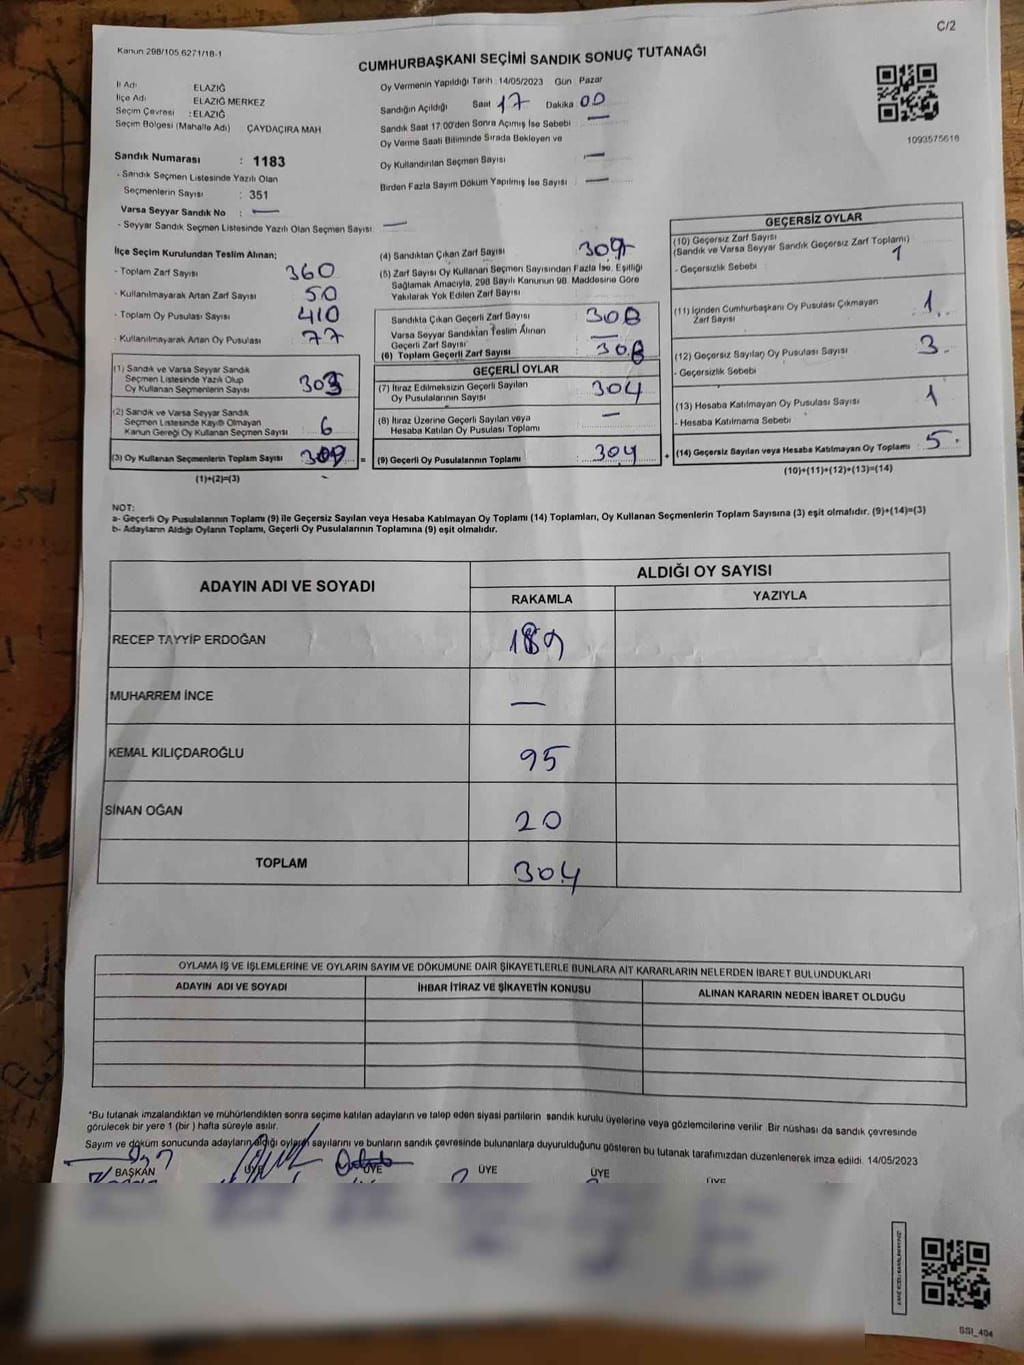 C/2
Kanun 298/105 6271/18-1
CUMHURBAŞKANI SEÇİMİ SANDIK SONUÇ TUTANAĞI
İl Adı ELAZIĞ
İlçe Adı ELAZIĞ MERKEZ
Seçim Çevresi : ELAZIĞ
Seçim Bölgesi (Mahalle Adı) ÇAYDAÇIRA MAH
Sandık Numarası : 1183
- Sandık Seçmen Listesinde Yazılı Olan
Seçmenlerin Sayısı : 351
Varsa Seyyar Sandık No : —
- Seyyar Sandık Seçmen Listesinde Yazılı Olan Seçmen Sayısı —
Oy Vermenin Yapıldığı Tarih 14/05/2023 Gün Pazar
Sandığın Açıldığı Saat 17 Dakika 00
Sandık Saat 17.00'den Sonra Açılmış İse Sebebi —
Oy Verme Saati Bitiminde Sırada Bekleyen ve
Oy Kullandırılan Seçmen Sayısı —
Birden Fazla Sayım Döküm Yapılmış İse Sayısı —
1093575618
İlçe Seçim Kurulundan Teslim Alınan;
- Toplam Zarf Sayısı 360
- Kullanılmayarak Artan Zarf Sayısı 50
- Toplam Oy Pusulası Sayısı 410
- Kullanılmayarak Artan Oy Pusulası 77
(1) Sandık ve Varsa Seyyar Sandık
Seçmen Listesinde Yazılı Olup
Oy Kullanan Seçmenlerin Sayısı 303
(2) Sandık ve Varsa Seyyar Sandık
Seçmen Listesinde Kayıtlı Olmayan
Kanun Gereği Oy Kullanan Seçmen Sayısı 6
(3) Oy Kullanan Seçmenlerin Toplam Sayısı 309 =
(1)+(2)=(3)
(4) Sandıktan Çıkan Zarf Sayısı 309
(5) Zarf Sayısı Oy Kullanan Seçmen Sayısından Fazla İse, Eşitliği
Sağlamak Amacıyla, 298 Sayılı Kanunun 98. Maddesine Göre
Yakılarak Yok Edilen Zarf Sayısı
Sandıkta Çıkan Geçerli Zarf Sayısı 308
Varsa Seyyar Sandıktan Teslim Alınan
Geçerli Zarf Sayısı —
(6) Toplam Geçerli Zarf Sayısı 308
GEÇERLİ OYLAR
(7) İtiraz Edilmeksizin Geçerli Sayılan
Oy Pusulalarının Sayısı 304
(8) İtiraz Üzerine Geçerli Sayılan veya
Hesaba Katılan Oy Pusulası Toplamı —
(9) Geçerli Oy Pusulalarının Toplamı : 304 +
GEÇERSİZ OYLAR
(10) Geçersiz Zarf Sayısı
(Sandık ve Varsa Seyyar Sandık Geçersiz Zarf Toplamı) 1
- Geçersizlik Sebebi
(11) İçinden Cumhurbaşkanı Oy Pusulası Çıkmayan
Zarf Sayısı 1
(12) Geçersiz Sayılan Oy Pusulası Sayısı 3
- Geçersizlik Sebebi
(13) Hesaba Katılmayan Oy Pusulası Sayısı 1
- Hesaba Katılmama Sebebi
(14) Geçersiz Sayılan veya Hesaba Katılmayan Oy Toplamı 5
(10)+(11)+(12)+(13)=(14)
NOT:
a- Geçerli Oy Pusulalarının Toplamı (9) ile Geçersiz Sayılan veya Hesaba Katılmayan Oy Toplamı (14) Toplamları, Oy Kullanan Seçmenlerin Toplam Sayısına (3) eşit olmalıdır. (9)+(14)=(3)
b- Adayların Aldığı Oyların Toplamı, Geçerli Oy Pusulalarının Toplamına (9) eşit olmalıdır.
ADAYIN ADI VE SOYADI ALDIĞI OY SAYISI
RAKAMLA YAZIYLA
RECEP TAYYİP ERDOĞAN 189
MUHARREM İNCE —
KEMAL KILIÇDAROĞLU 95
SİNAN OĞAN 20
TOPLAM 304
OYLAMA İŞ VE İŞLEMLERİNE VE OYLARIN SAYIM VE DÖKÜMÜNE DAİR ŞİKAYETLERLE BUNLARA AİT KARARLARIN NELERDEN İBARET BULUNDUKLARI
ADAYIN ADI VE SOYADI İHBAR İTİRAZ VE ŞİKAYETİN KONUSU ALINAN KARARIN NEDEN İBARET OLDUĞU
*Bu tutanak imzalandıktan ve mühürlendikten sonra seçime katılan adayların ve talep eden siyasi partilerin sandık kurulu üyelerine veya gözlemcilerine verilir. Bir nüshası da sandık çevresinde
görülecek bir yere 1 (bir) hafta süreyle asılır.
Sayım ve döküm sonucunda adayların aldığı oyların sayılarını ve bunların sandık çevresinde bulunanlara duyurulduğunu gösteren bu tutanak tarafımızdan düzenlenerek imza edildi. 14/05/2023
BAŞKAN ÜYE ÜYE ÜYE ÜYE ÜYE
SSI_404